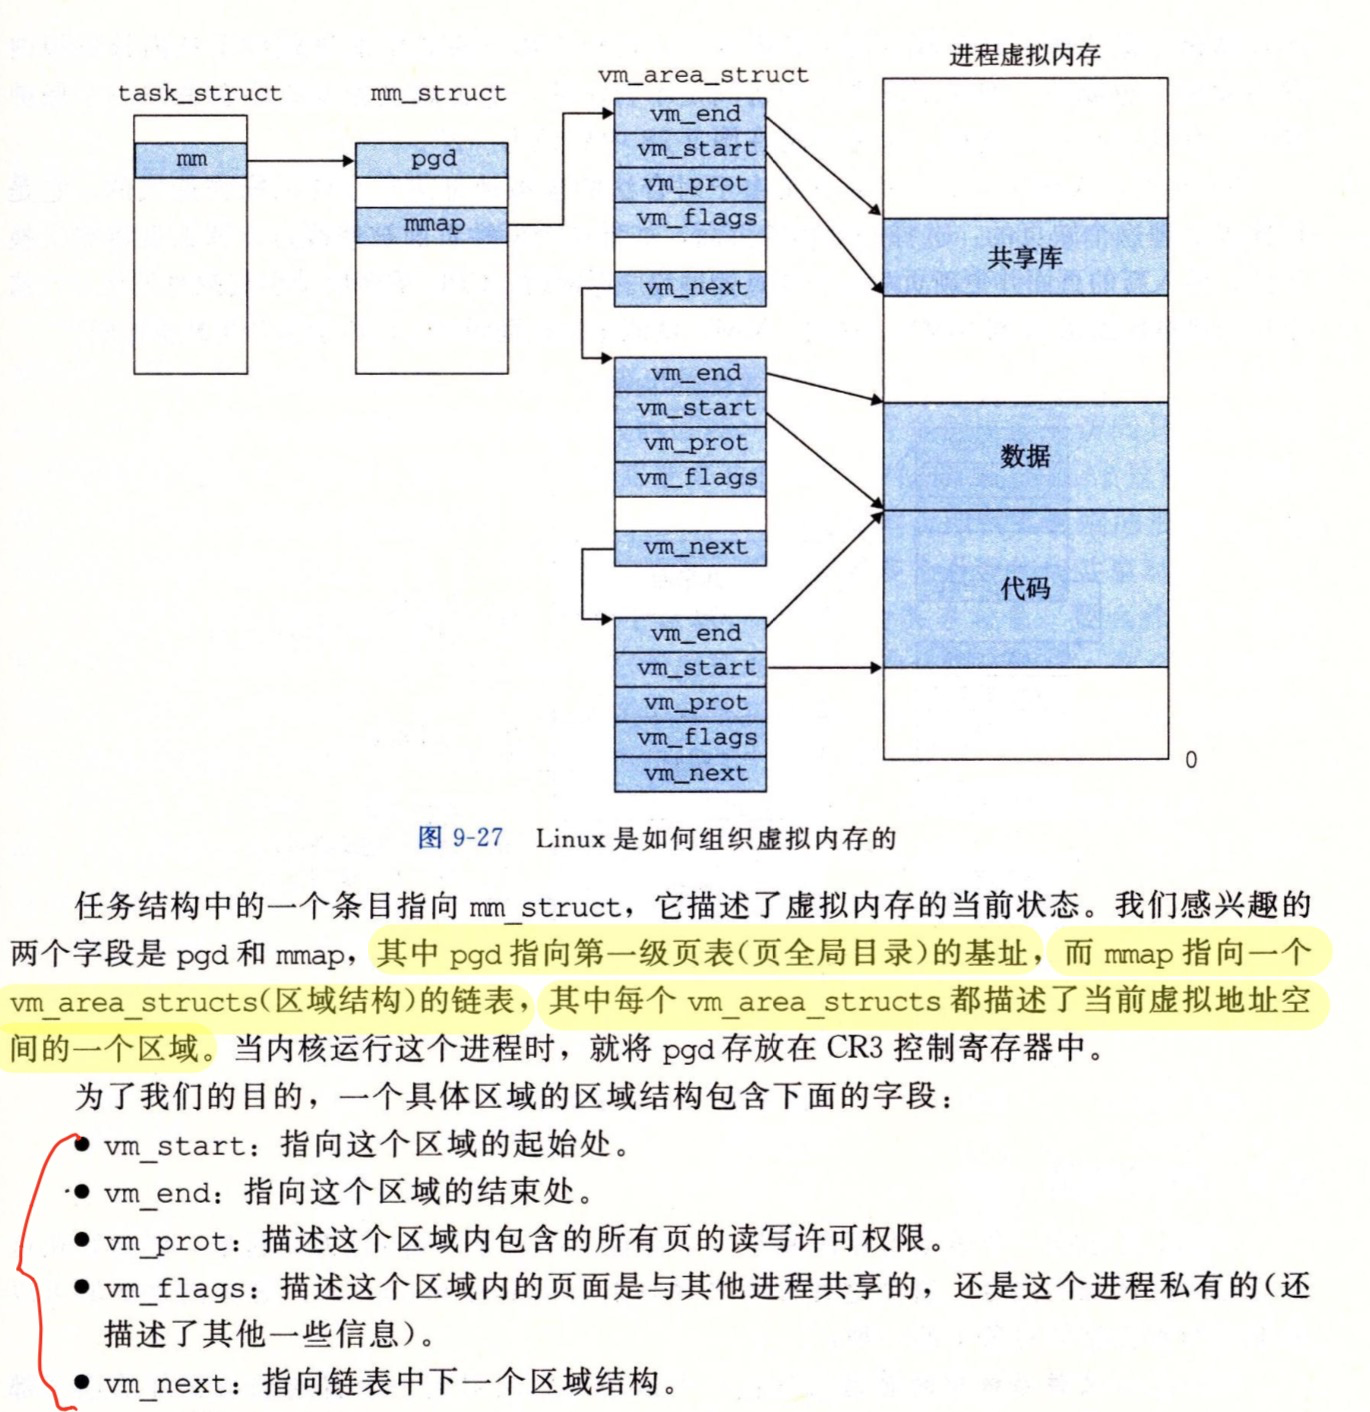 进程虚拟内存
vm_area_struct
task_struct
mm_struct
mm
pgd
mmap
vm_end
vm_start
vm_prot
vm_flags
vm_next
vm_end
vm_start
vm_prot
vm_flags
vm_next
vm_end
vm_start
vm_prot
vm_flags
vm_next
共享库
数据
代码
0
图 9-27 Linux 是如何组织虚拟内存的
任务结构中的一个条目指向 mm_struct，它描述了虚拟内存的当前状态。我们感兴趣的
两个字段是 pgd 和 mmap，其中 pgd 指向第一级页表(页全局目录)的基址，而 mmap 指向一个
vm_area_structs(区域结构)的链表，其中每个 vm_area_structs 都描述了当前虚拟地址空
间的一个区域。当内核运行这个进程时，就将 pgd 存放在 CR3 控制寄存器中。
为了我们的目的，一个具体区域的区域结构包含下面的字段：
● vm_start：指向这个区域的起始处。
● vm_end：指向这个区域的结束处。
● vm_prot：描述这个区域内包含的所有页的读写许可权限。
● vm_flags：描述这个区域内的页面是与其他进程共享的，还是这个进程私有的(还
描述了其他一些信息)。
● vm_next：指向链表中下一个区域结构。